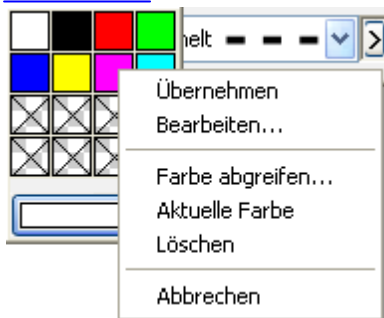 helt
Übernehmen
Bearbeiten...
Farbe abgreifen...
Aktuelle Farbe
Löschen
Abbrechen